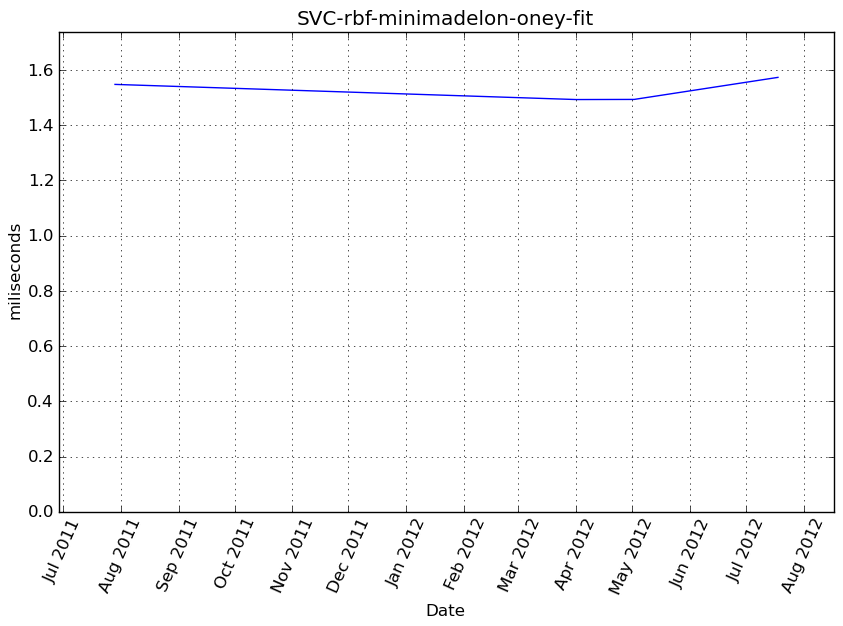 SVC-rbf-minimadelon-oney-fit
miliseconds
1.6
1.4
1.2
1.0
0.8
0.6
0.4
0.2
0.0
Jul 2011
Aug 2011
Sep 2011
Oct 2011
Nov 2011
Dec 2011
Jan 2012
Feb 2012
Mar 2012
Apr 2012
May 2012
Jun 2012
Jul 2012
Aug 2012
Date